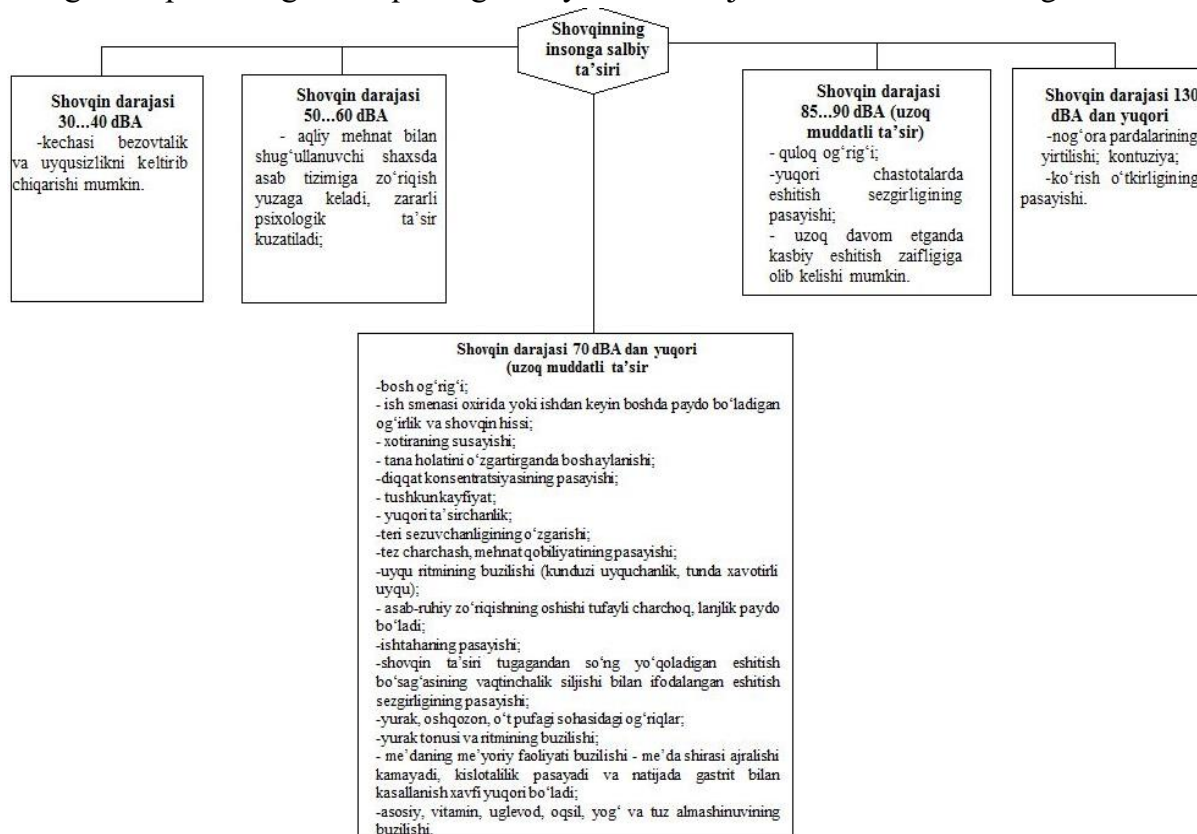 Shovqinning
insonga salbiy
ta’siri
Shovqin darajasi
30...40 dBA
-kechasi bezovtalik
va uyqusizlikni keltirib
chiqarishi mumkin.
Shovqin darajasi
50...60 dBA
- aqliy mehnat bilan
shug‘ullanuvchi shaxsda
asab tizimiga zo‘riqish
yuzaga keladi, zararli
psixologik ta’sir
kuzatiladi;
Shovqin darajasi
85...90 dBA (uzoq
muddatli ta’sir)
- quloq og‘rig‘i;
-yuqori chastotalarda
eshitish sezgirligining
pasayishi;
- uzoq davom etganda
kasbiy eshitish zaifligiga
olib kelishi mumkin.
Shovqin darajasi 130
dBA dan yuqori
-nog‘ora pardalarining
yirtilishi; kontuziya;
-ko‘rish o‘tkirligining
pasayishi.
Shovqin darajasi 70 dBA dan yuqori
(uzoq muddatli ta’sir
-bosh og‘rig‘i;
- ish smenasi oxirida yoki ishdan keyin boshda paydo bo‘ladigan
og‘irlik va shovqin hissi;
- xotiraning susayishi;
- tana holatini o‘zgartirganda bosh aylanishi;
-diqqat konsentratsiyasining pasayishi;
- tushkun kayfiyat;
- yuqori ta’sirchanlik;
-teri sezuvchanligining o‘zgarishi;
-tez charchash, mehnat qobiliyatining pasayishi;
-uyqu ritmining buzilishi (kunduzi uyquchanlik, tunda xavotirli
uyqu);
- asab-ruhiy zo‘riqishning oshishi tufayli charchoq, lanjlik paydo
bo‘ladi;
-ishtahaning pasayishi;
-shovqin ta’siri tugagandan so‘ng yo‘qoladigan eshitish
bo‘sag‘asining vaqtinchalik siljishi bilan ifodalangan eshitish
sezgirligining pasayishi;
-yurak, oshqozon, o‘t pufagi sohasidagi og‘riqlar;
-yurak tonusi va ritmining buzilishi;
- me’daning me’yoriy faoliyati buzilishi - me’da shirasi ajralishi
kamayadi, kislotalilik pasayadi va natijada gastrit bilan
kasallanish xavfi yuqori bo‘ladi;
-asosiy, vitamin, uglevod, oqsil, yog‘ va tuz almashinuvining
buzilishi.